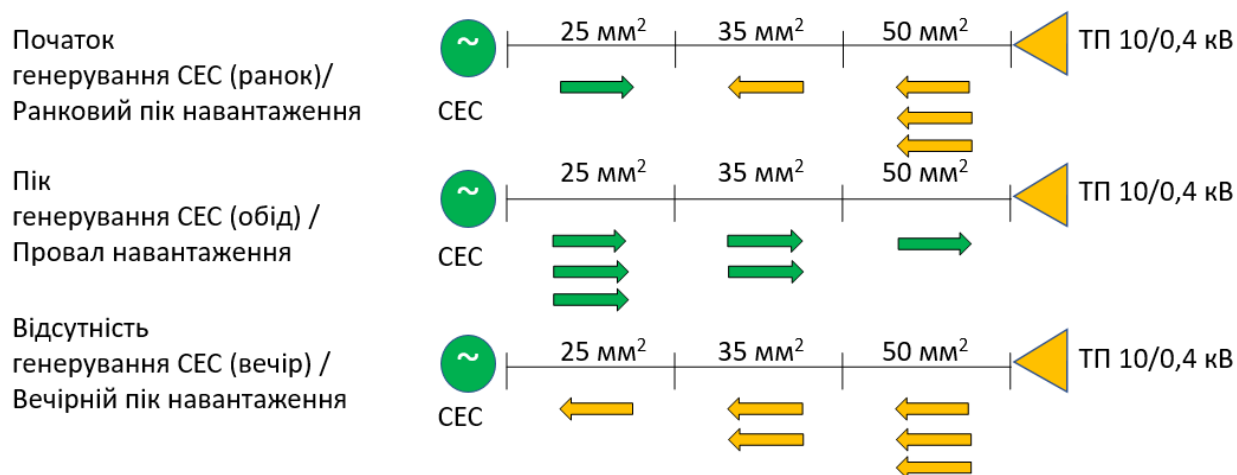 Початок
генерування СЕС (ранок)/
Ранковий пік навантаження
~
СЕС
25 мм²
35 мм²
50 мм²
ТП 10/0,4 кВ
Пік
генерування СЕС (обід) /
Провал навантаження
~
СЕС
25 мм²
35 мм²
50 мм²
ТП 10/0,4 кВ
Відсутність
генерування СЕС (вечір) /
Вечірній пік навантаження
~
СЕС
25 мм²
35 мм²
50 мм²
ТП 10/0,4 кВ